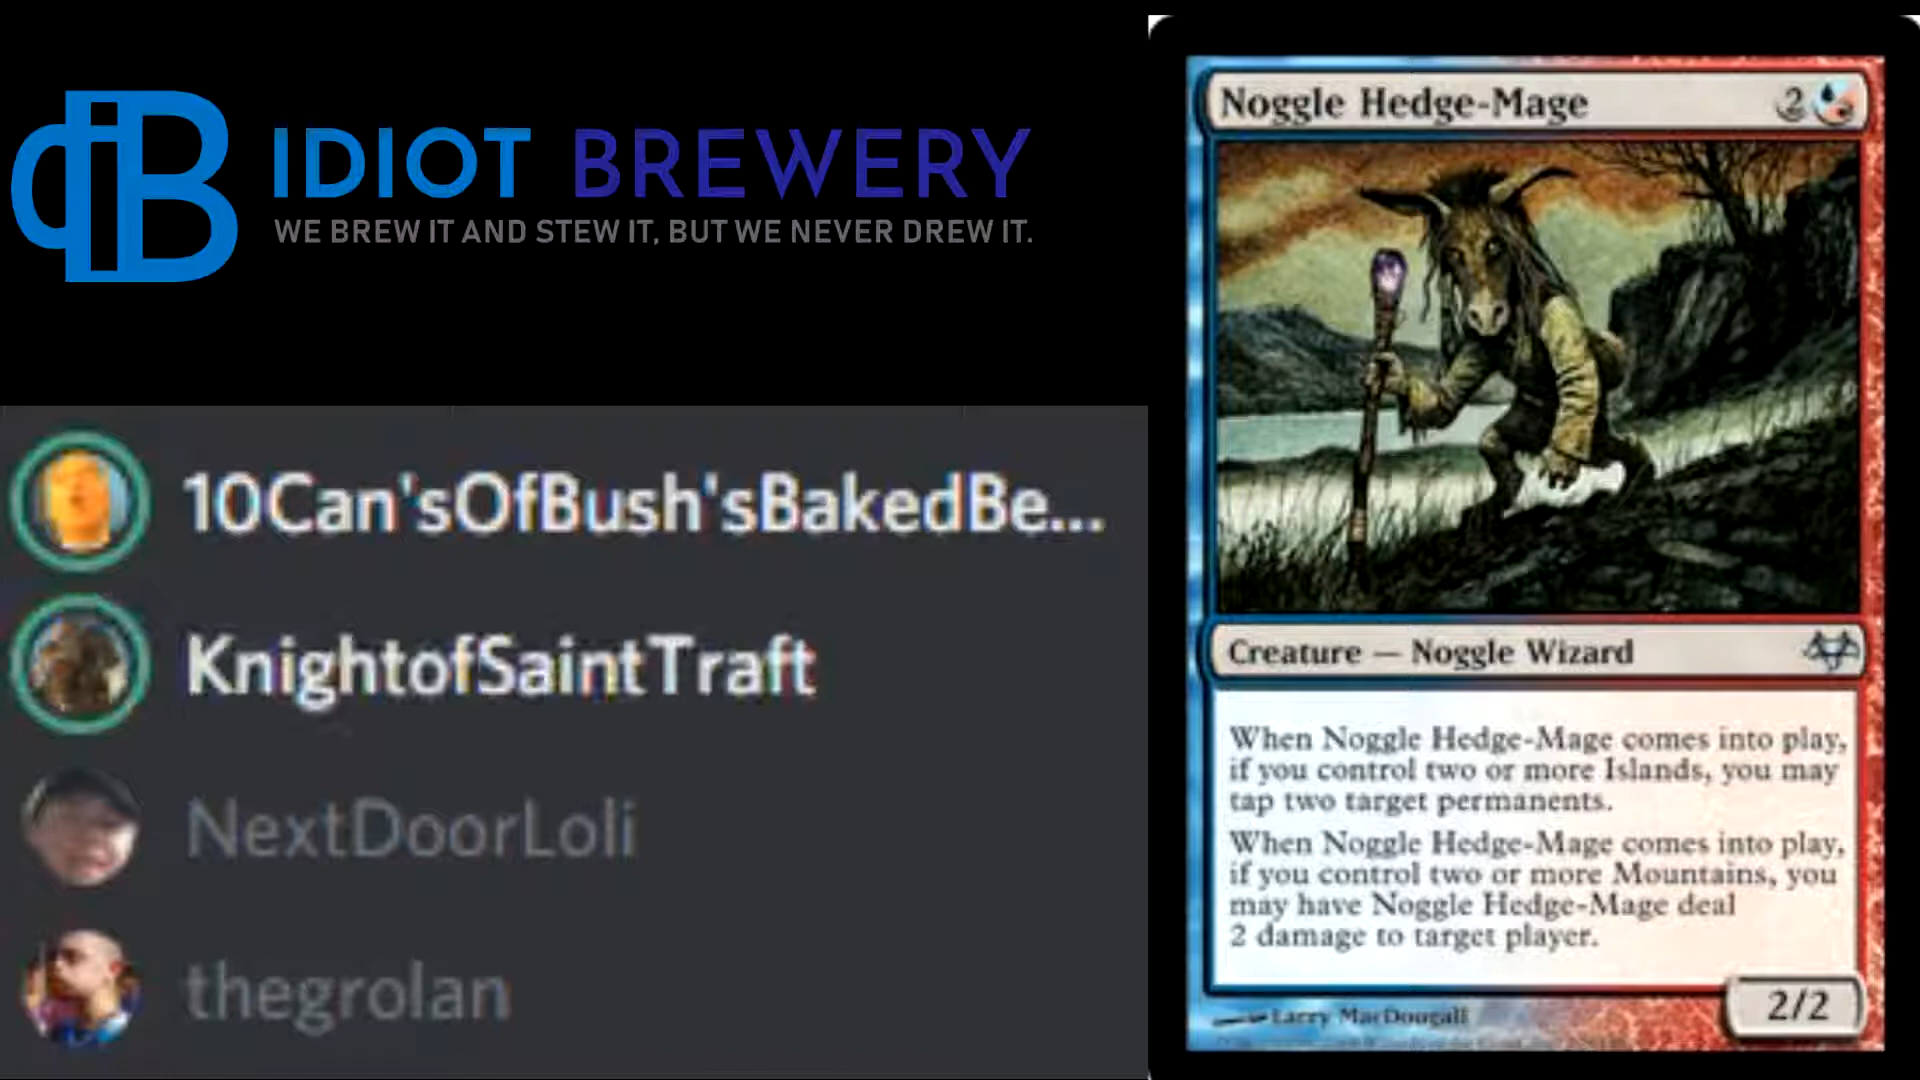 IDIOT BREWERY
WE BREW IT AND STEW IT, BUT WE NEVER DREW IT.
10Can'sOfBush'sBakedBe...
KnightofSaintTraft
NextDoorLoli
thegrolan
Noggle Hedge-Mage 2
Creature — Noggle Wizard
When Noggle Hedge-Mage comes into play,
if you control two or more Islands, you may
tap two target permanents.
When Noggle Hedge-Mage comes into play,
if you control two or more Mountains, you
may have Noggle Hedge-Mage deal
2 damage to target player.
2/2
Larry MacDougall